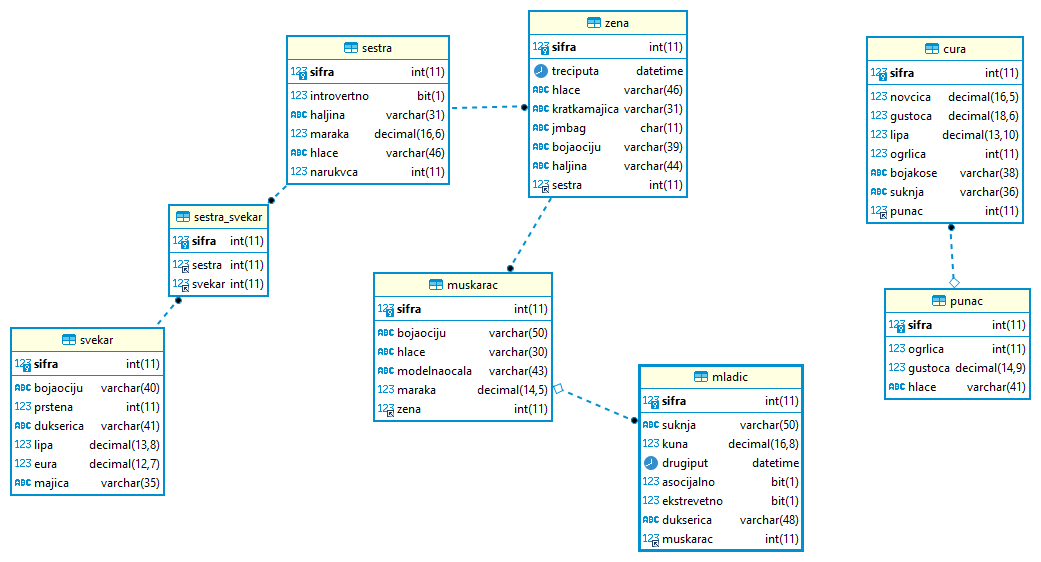 sestra
123 sifra int(11)
123 introvertno bit(1)
ABC haljina varchar(31)
123 maraka decimal(16,6)
ABC hlace varchar(46)
123 narukvca int(11)
zena
123 sifra int(11)
treciputa datetime
ABC hlace varchar(46)
ABC kratkamajica varchar(31)
ABC jmbag char(11)
ABC bojaociju varchar(39)
ABC haljina varchar(44)
123 sestra int(11)
cura
123 sifra int(11)
123 novcica decimal(16,5)
123 gustoca decimal(18,6)
123 lipa decimal(13,10)
123 ogrlica int(11)
ABC bojakose varchar(38)
ABC suknja varchar(36)
123 punac int(11)
sestra_svekar
123 sifra int(11)
123 sestra int(11)
123 svekar int(11)
muskarac
123 sifra int(11)
ABC bojaociju varchar(50)
ABC hlace varchar(30)
ABC modelnaocala varchar(43)
123 maraka decimal(14,5)
123 zena int(11)
punac
123 sifra int(11)
123 ogrlica int(11)
123 gustoca decimal(14,9)
ABC hlace varchar(41)
svekar
123 sifra int(11)
ABC bojaociju varchar(40)
123 prstena int(11)
ABC dukserica varchar(41)
123 lipa decimal(13,8)
123 eura decimal(12,7)
ABC majica varchar(35)
mladic
123 sifra int(11)
ABC suknja varchar(50)
123 kuna decimal(16,8)
drugiput datetime
123 asocijalno bit(1)
123 ekstrevetno bit(1)
ABC dukserica varchar(48)
123 muskarac int(11)